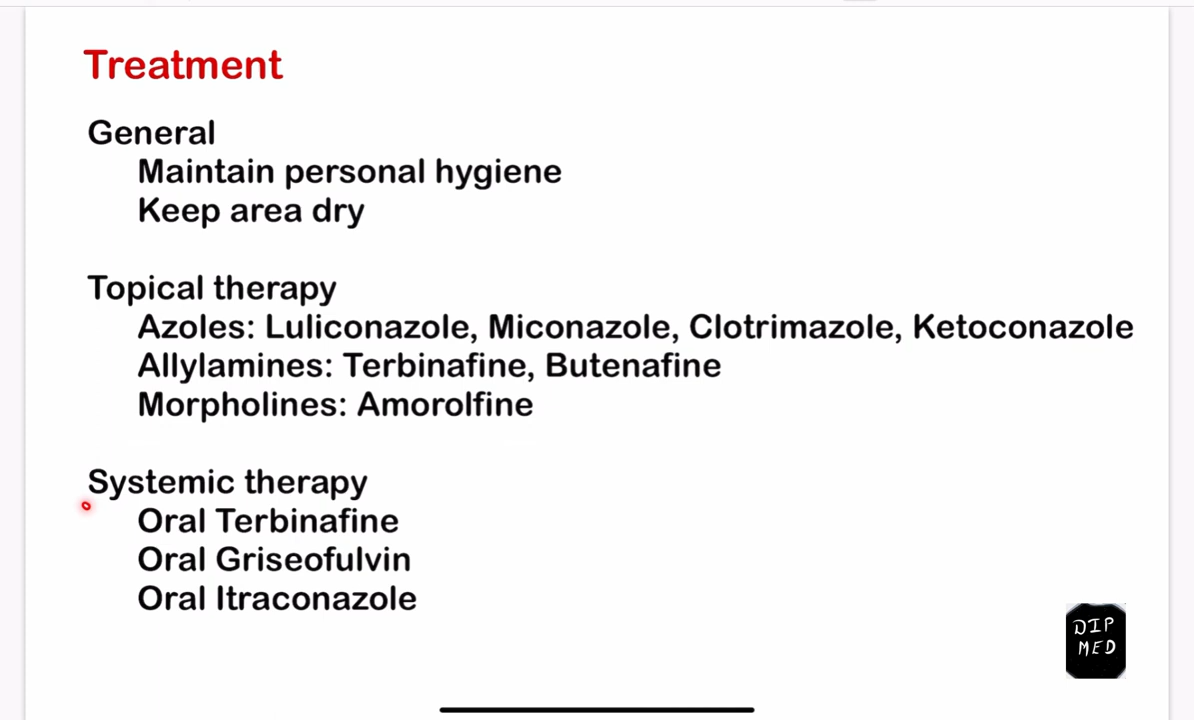 Treatment
General
Maintain personal hygiene
Keep area dry
Topical therapy
Azoles: Luliconazole, Miconazole, Clotrimazole, Ketoconazole
Allylamines: Terbinafine, Butenafine
Morpholines: Amorolfine
Systemic therapy
Oral Terbinafine
Oral Griseofulvin
Oral Itraconazole
DIP
MED